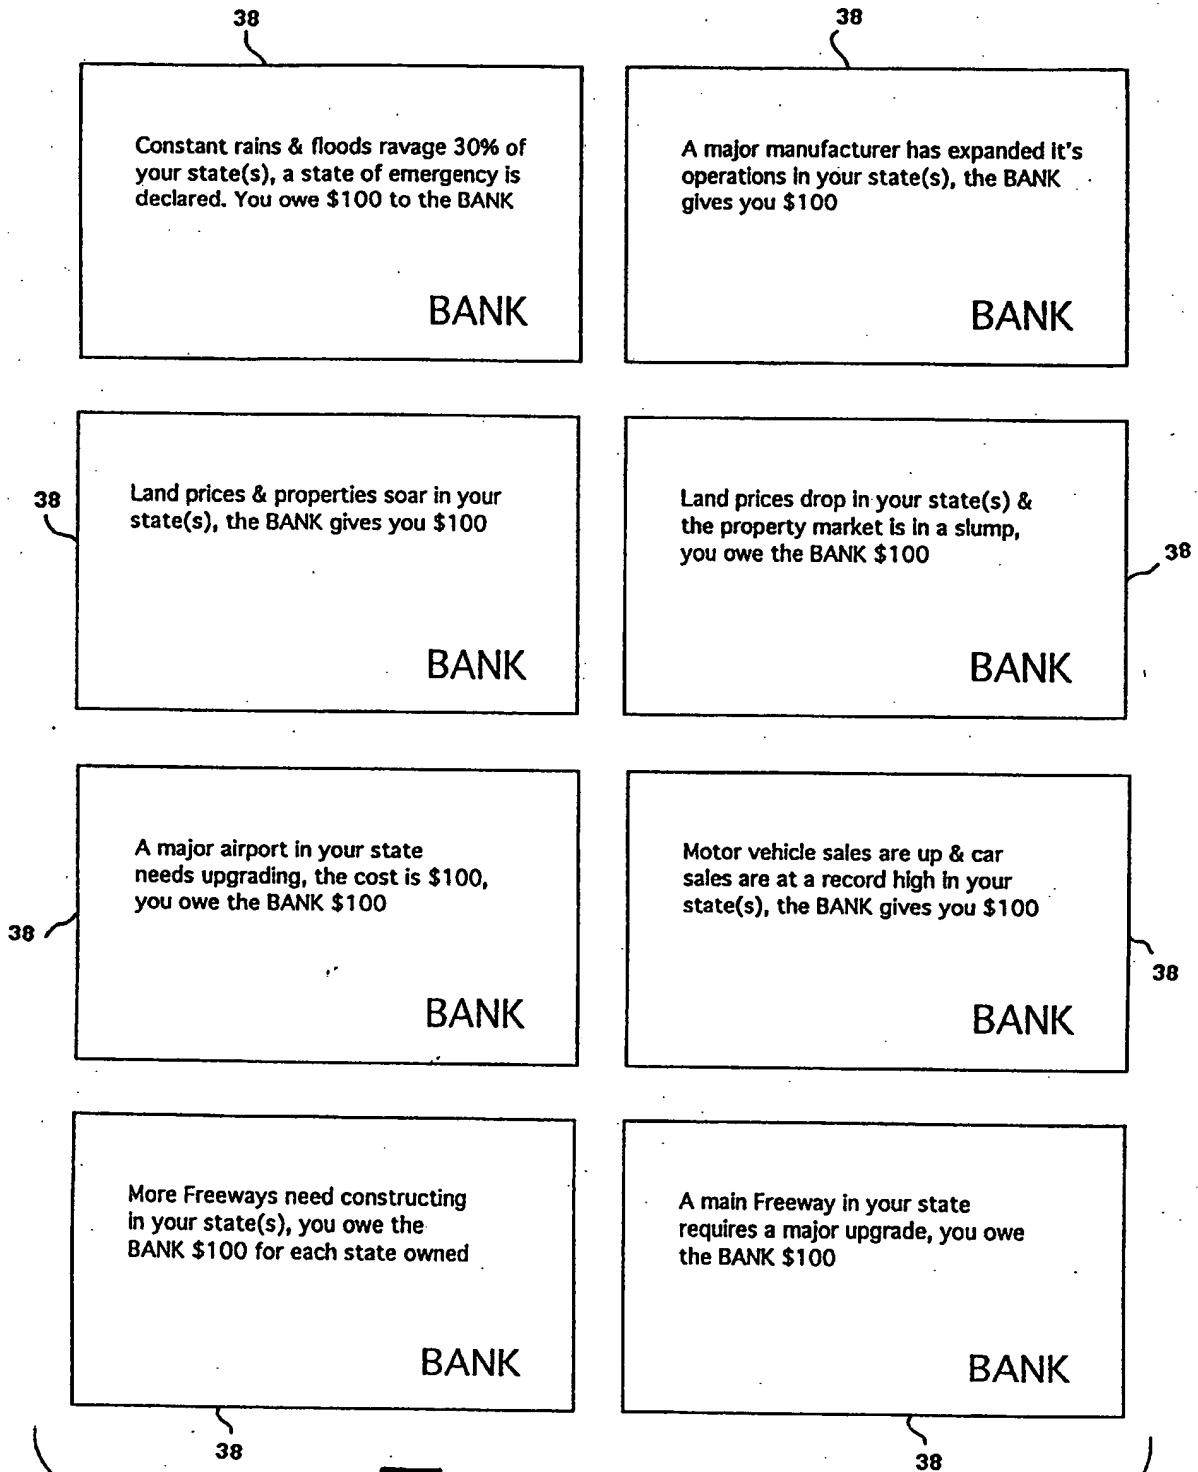 38
38
Constant rains & floods ravage 30% of
your state(s), a state of emergency is
declared. You owe $100 to the BANK
BANK
A major manufacturer has expanded it's
operations in your state(s), the BANK
gives you $100
BANK
38
Land prices & properties soar in your
state(s), the BANK gives you $100
BANK
Land prices drop in your state(s) &
the property market is in a slump,
you owe the BANK $100
BANK
38
A major airport in your state
needs upgrading, the cost is $100,
you owe the BANK $100
BANK
38
Motor vehicle sales are up & car
sales are at a record high in your
state(s), the BANK gives you $100
BANK
38
More Freeways need constructing
in your state(s), you owe the
BANK $100 for each state owned
BANK
38
A main Freeway in your state
requires a major upgrade, you owe
the BANK $100
BANK
38